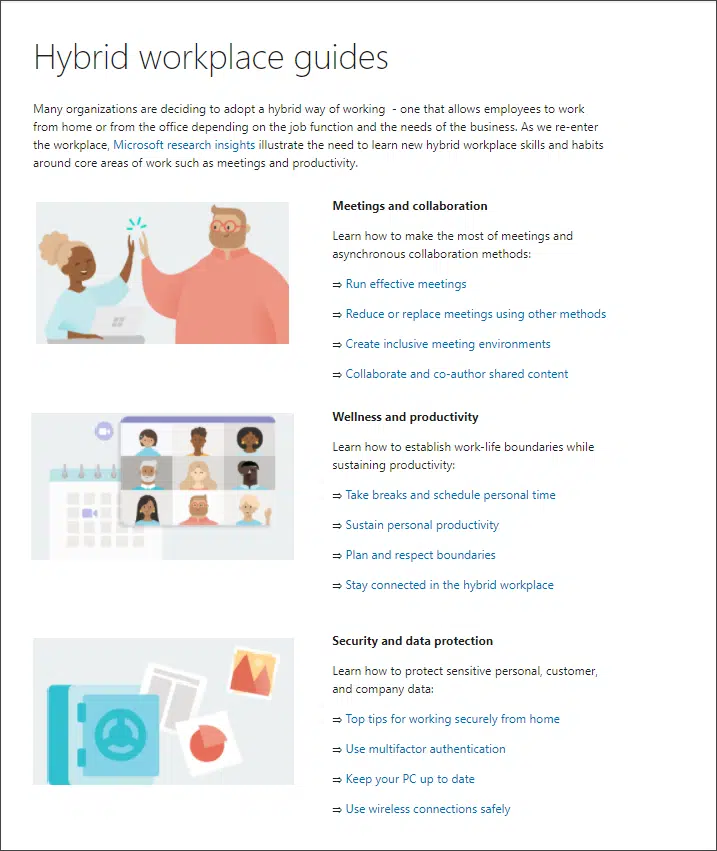 Hybrid workplace guides
Many organizations are deciding to adopt a hybrid way of working  - one that allows employees to work
from home or from the office depending on the job function and the needs of the business. As we re-enter
the workplace, Microsoft research insights illustrate the need to learn new hybrid workplace skills and habits
around core areas of work such as meetings and productivity.
Meetings and collaboration
Learn how to make the most of meetings and
asynchronous collaboration methods:
⇒ Run effective meetings
⇒ Reduce or replace meetings using other methods
⇒ Create inclusive meeting environments
⇒ Collaborate and co-author shared content
Wellness and productivity
Learn how to establish work-life boundaries while
sustaining productivity:
⇒ Take breaks and schedule personal time
⇒ Sustain personal productivity
⇒ Plan and respect boundaries
⇒ Stay connected in the hybrid workplace
Security and data protection
Learn how to protect sensitive personal, customer,
and company data:
⇒ Top tips for working securely from home
⇒ Use multifactor authentication
⇒ Keep your PC up to date
⇒ Use wireless connections safely